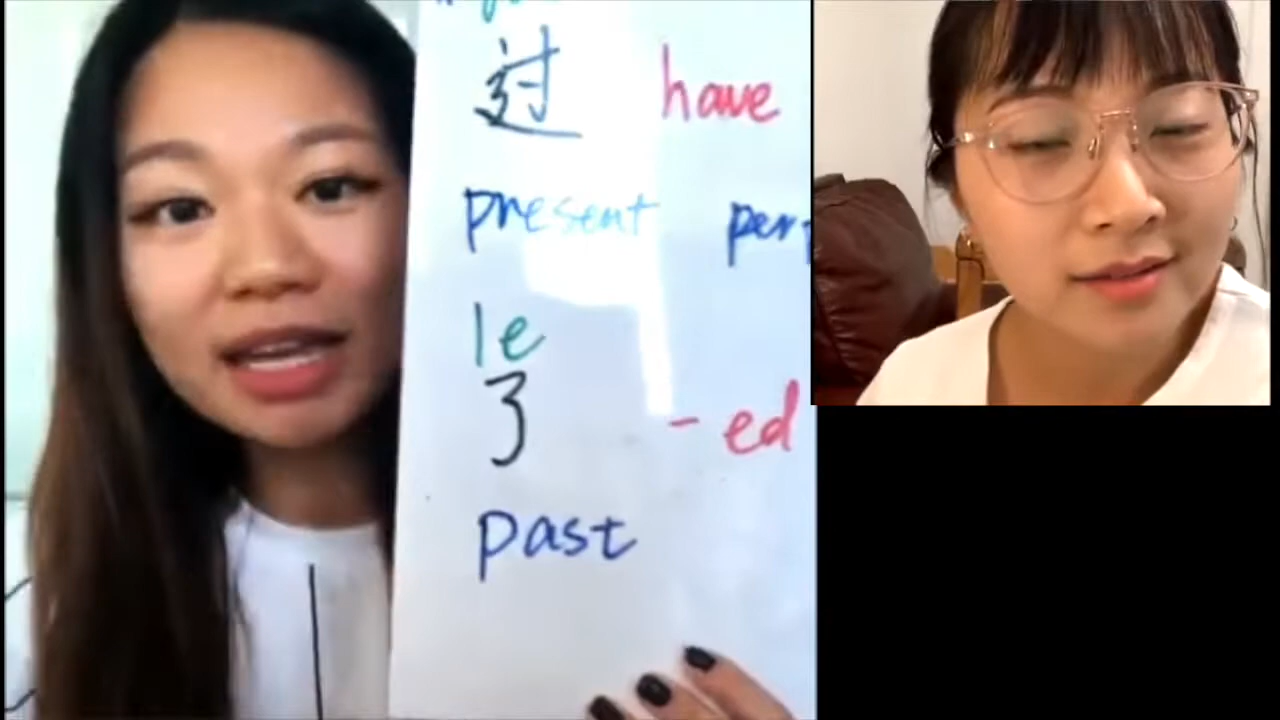 过 have
present
le
了 -ed
past